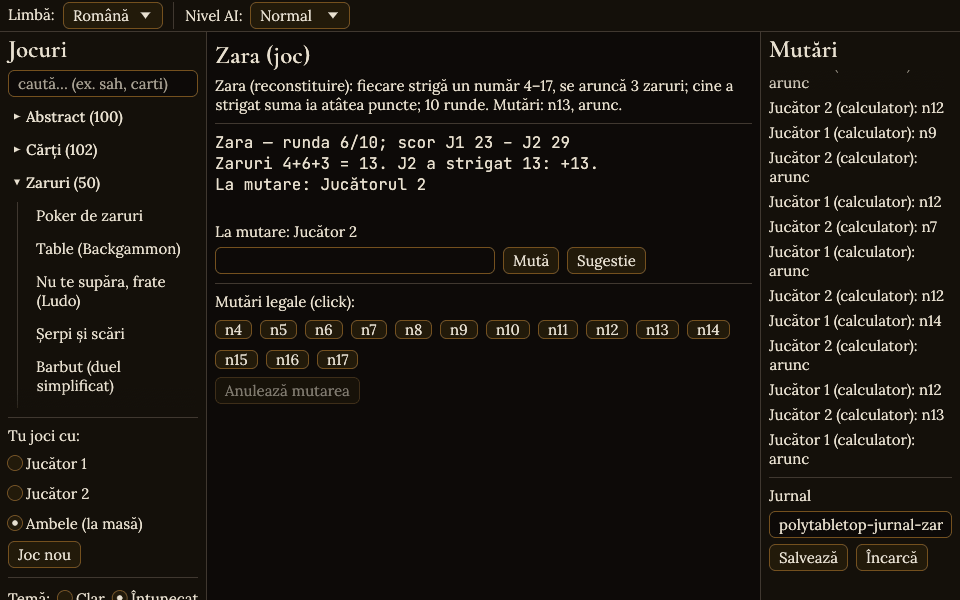 Limbă: Română ▼ Nivel AI: Normal ▼
Jocuri
caută... (ex. sah, carti)
▸ Abstract (100)
▸ Cărți (102)
▾ Zaruri (50)
Poker de zaruri
Table (Backgammon)
Nu te supăra, frate
(Ludo)
Șerpi și scări
Barbut (duel
simplificat)
Tu joci cu:
Jucător 1
Jucător 2
Ambele (la masă)
Joc nou
Temă: Clar Întunecat
Zara (joc)
Zara (reconstituire): fiecare strigă un număr 4–17, se aruncă 3 zaruri; cine a
strigat suma ia atâtea puncte; 10 runde. Mutări: n13, arunc.
Zara — runda 6/10; scor J1 23 – J2 29
Zaruri 4+6+3 = 13. J2 a strigat 13: +13.
La mutare: Jucătorul 2
La mutare: Jucător 2
Mută Sugestie
Mutări legale (click):
n4 n5 n6 n7 n8 n9 n10 n11 n12 n13 n14
n15 n16 n17
Anulează mutarea
Mutări
arunc
Jucător 2 (calculator): n12
Jucător 1 (calculator): n9
Jucător 2 (calculator):
arunc
Jucător 1 (calculator): n12
Jucător 2 (calculator): n7
Jucător 1 (calculator):
arunc
Jucător 2 (calculator): n12
Jucător 1 (calculator): n14
Jucător 2 (calculator):
arunc
Jucător 1 (calculator): n12
Jucător 2 (calculator): n13
Jucător 1 (calculator):
arunc
Jurnal
polytabletop-jurnal-zar
Salvează Încarcă